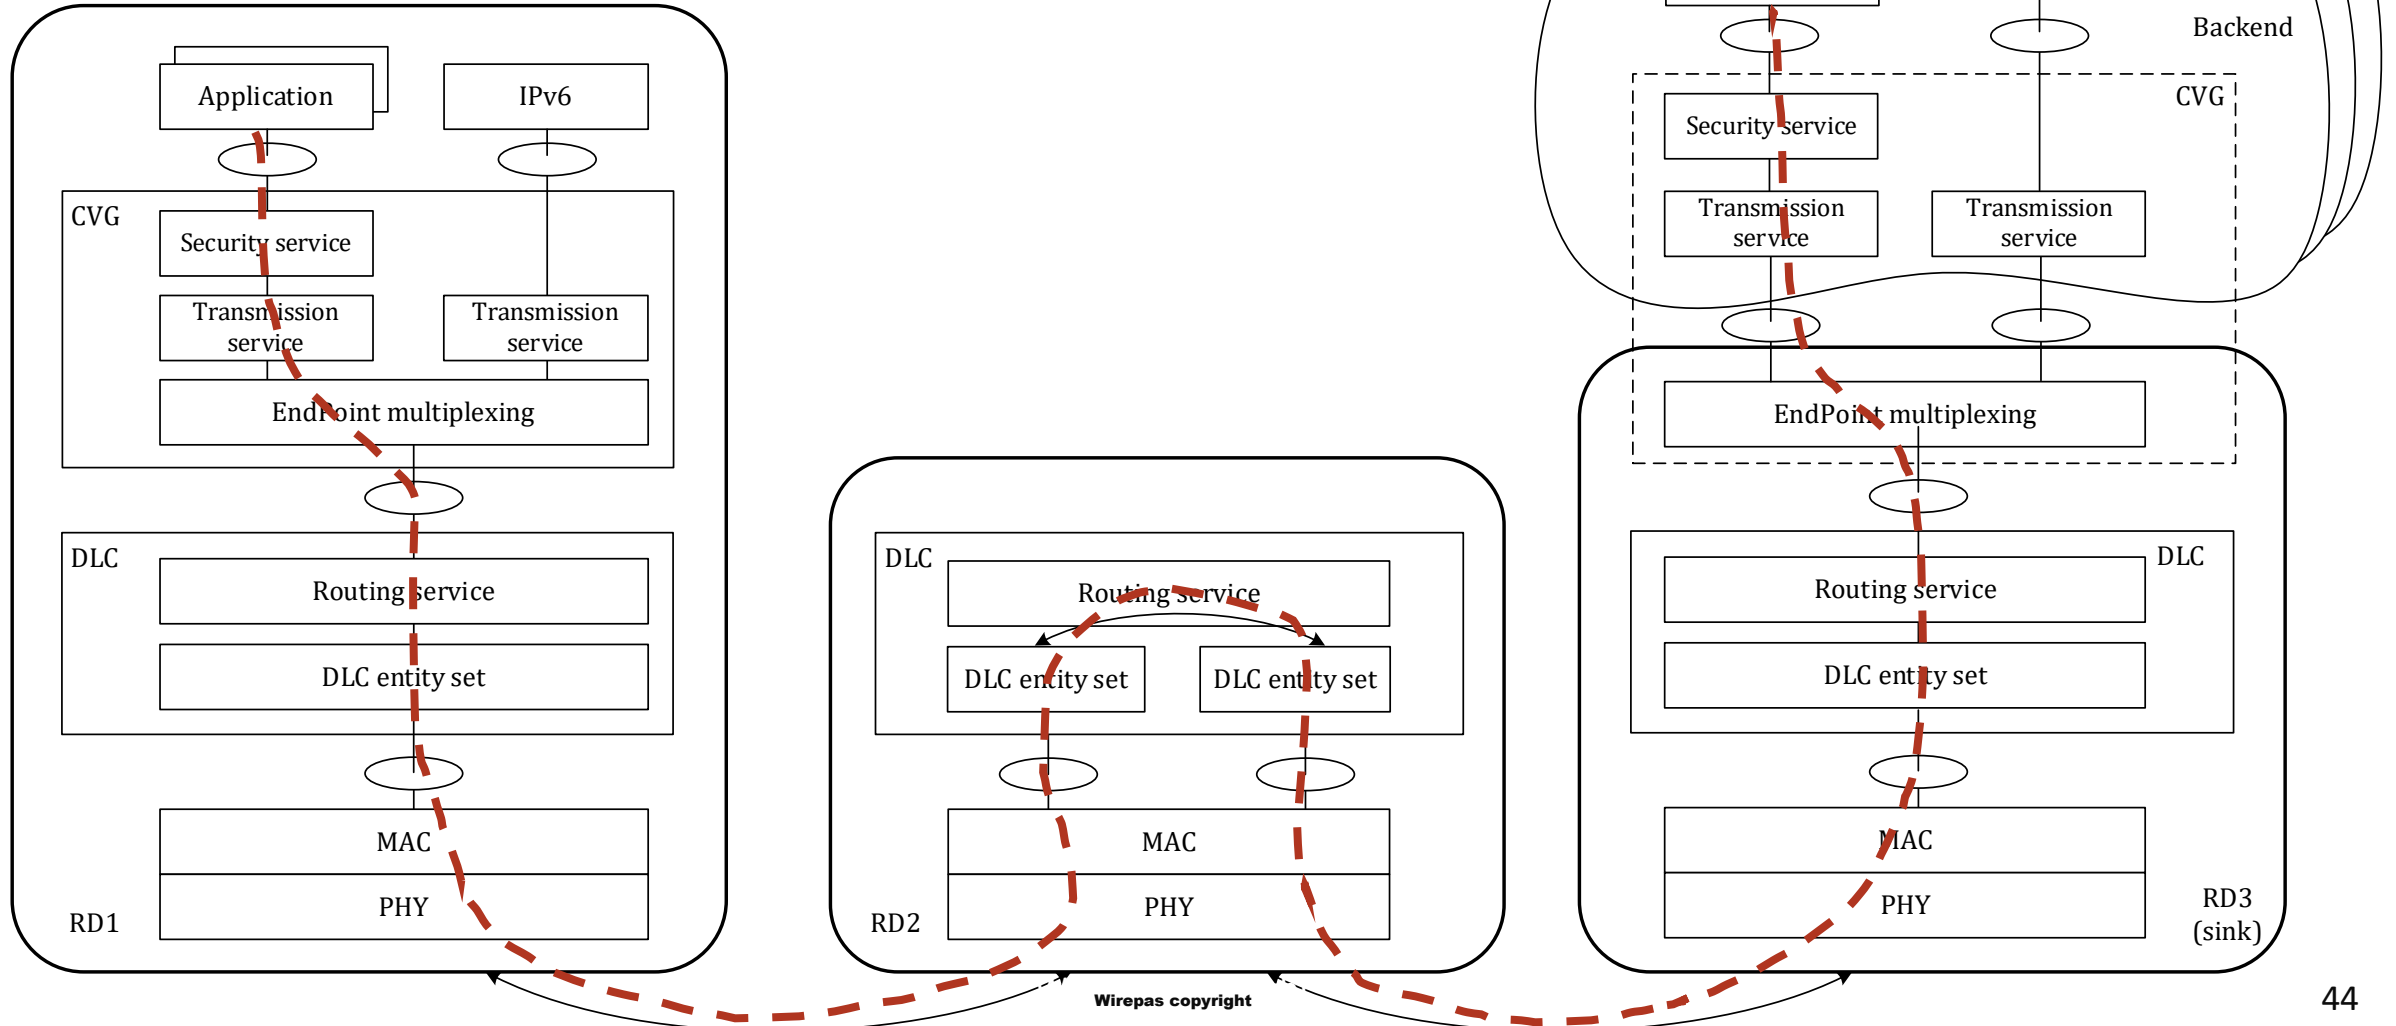 Application
IPv6
CVG
Security service
Transmission
service
Transmission
service
EndPoint multiplexing
DLC
Routing service
DLC entity set
MAC
PHY
RD1
DLC
Routing service
DLC entity set
DLC entity set
MAC
PHY
RD2
Backend
CVG
Security service
Transmission
service
Transmission
service
EndPoint multiplexing
DLC
Routing service
DLC entity set
MAC
PHY
RD3
(sink)
Wirepas copyright
44